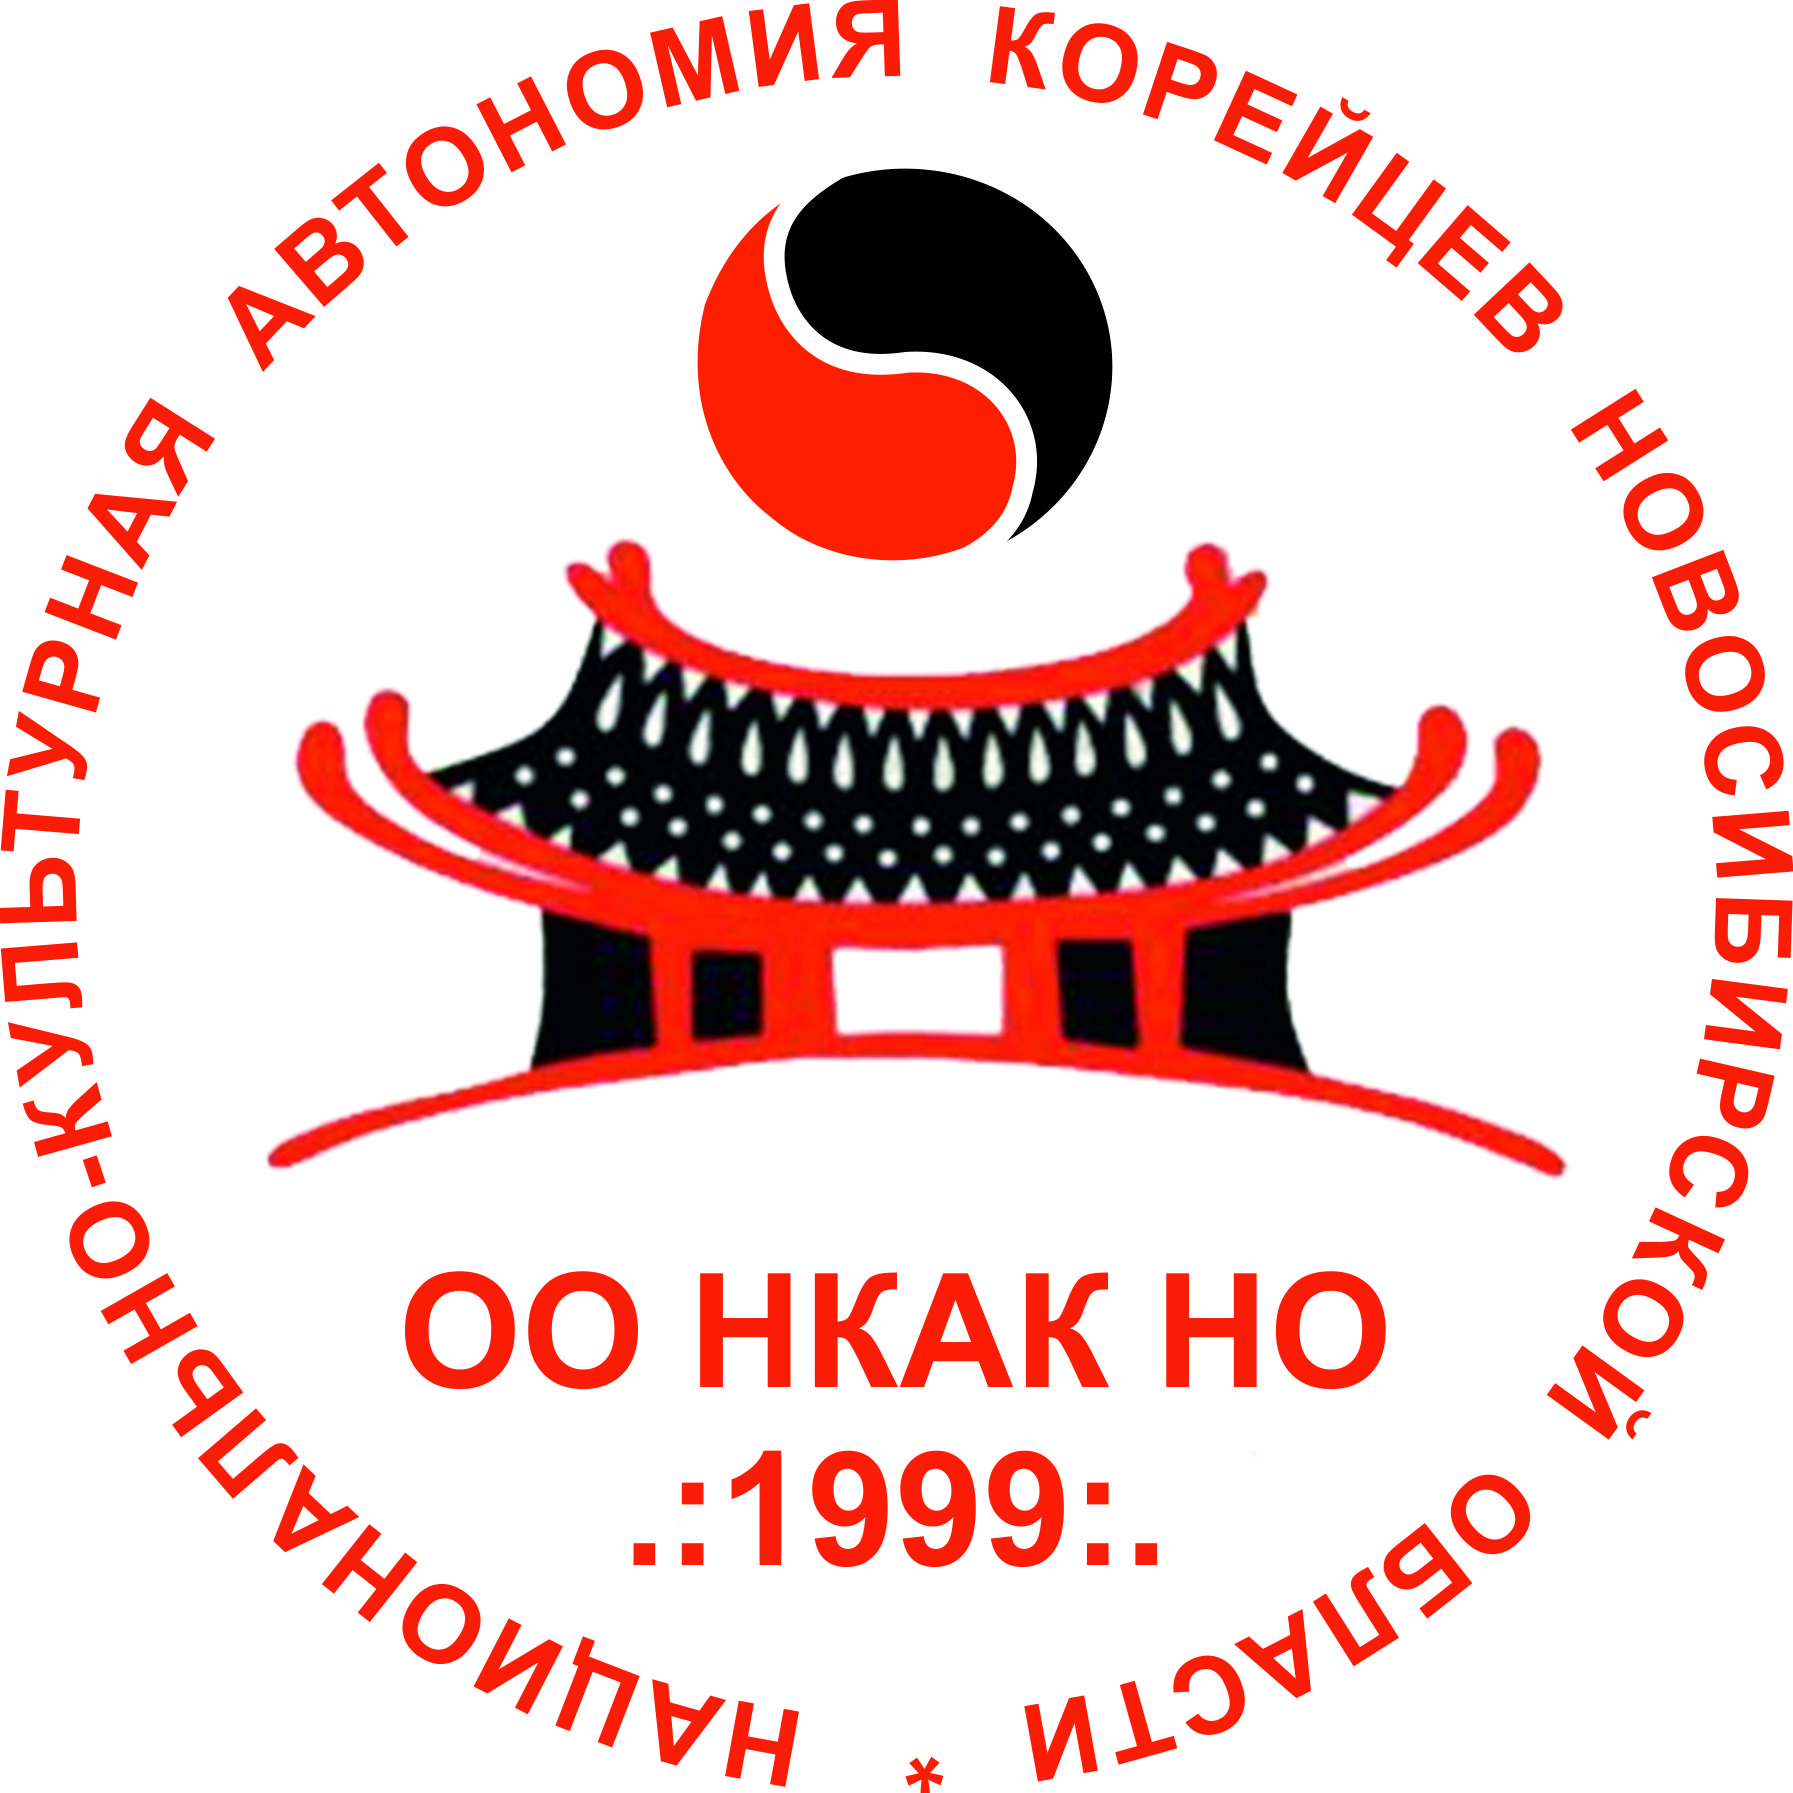 НАЦИОНАЛЬНО-КУЛЬТУРНАЯ АВТОНОМИЯ КОРЕЙЦЕВ НОВОСИБИРСКОЙ ОБЛАСТИ *
ОО НКАК НО
.:1999:.